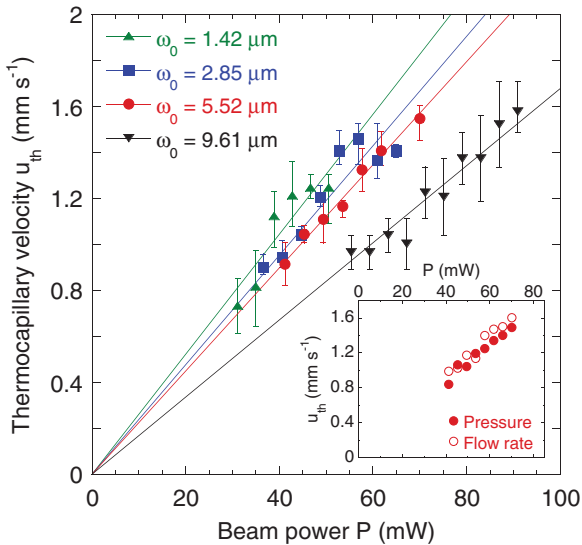 ω0 = 1.42 μm
ω0 = 2.85 μm
ω0 = 5.52 μm
ω0 = 9.61 μm
Thermocapillary velocity uth (mm s-1)
2
1.6
1.2
0.8
0.4
0
0 20 40 60 80 100
Beam power P (mW)
P (mW)
0 20 40 60 80
uth (mm s-1)
1.6
1.2
0.8
0.4
0
Pressure
Flow rate